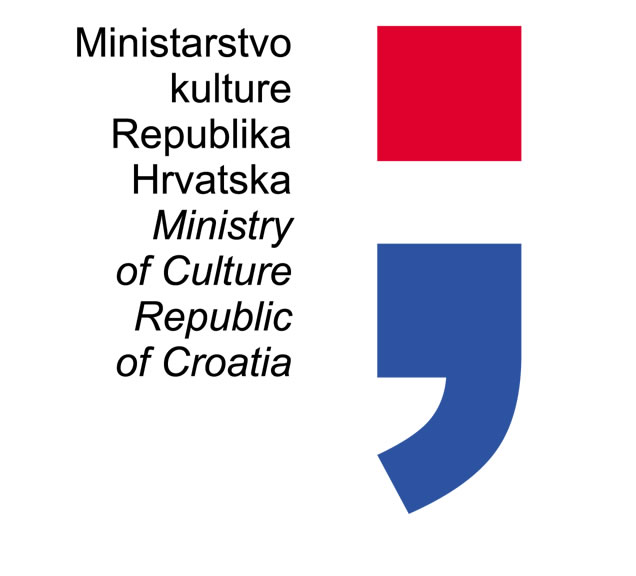 Ministarstvo
kulture
Republika
Hrvatska
Ministry
of Culture
Republic
of Croatia